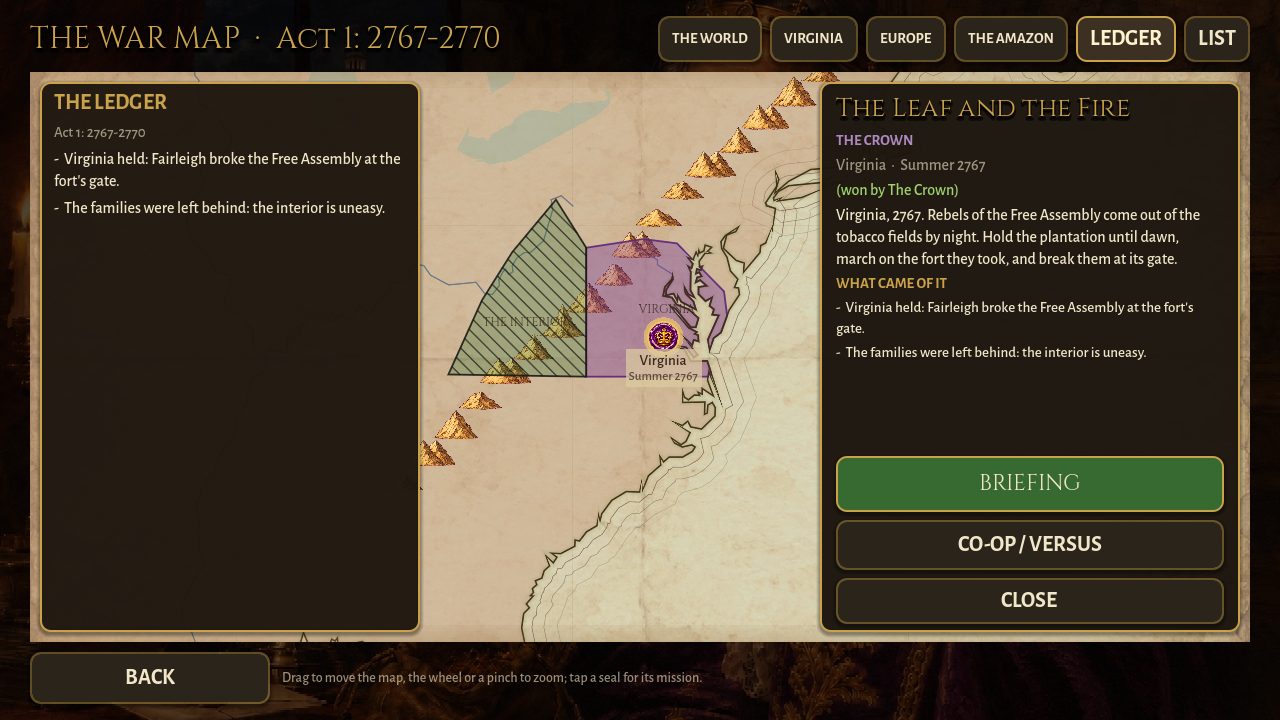 THE WAR MAP · ACT 1: 2767-2770
THE WORLD
VIRGINIA
EUROPE
THE AMAZON
LEDGER
LIST
THE LEDGER
Act 1: 2767-2770
- Virginia held: Fairleigh broke the Free Assembly at the
fort's gate.
- The families were left behind: the interior is uneasy.
THE INTERIOR
VIRGINIA
Virginia
Summer 2767
The Leaf and the Fire
THE CROWN
Virginia · Summer 2767
(won by The Crown)
Virginia, 2767. Rebels of the Free Assembly come out of the
tobacco fields by night. Hold the plantation until dawn,
march on the fort they took, and break them at its gate.
WHAT CAME OF IT
- Virginia held: Fairleigh broke the Free Assembly at the fort's
gate.
- The families were left behind: the interior is uneasy.
BRIEFING
CO-OP / VERSUS
CLOSE
BACK
Drag to move the map, the wheel or a pinch to zoom; tap a seal for its mission.